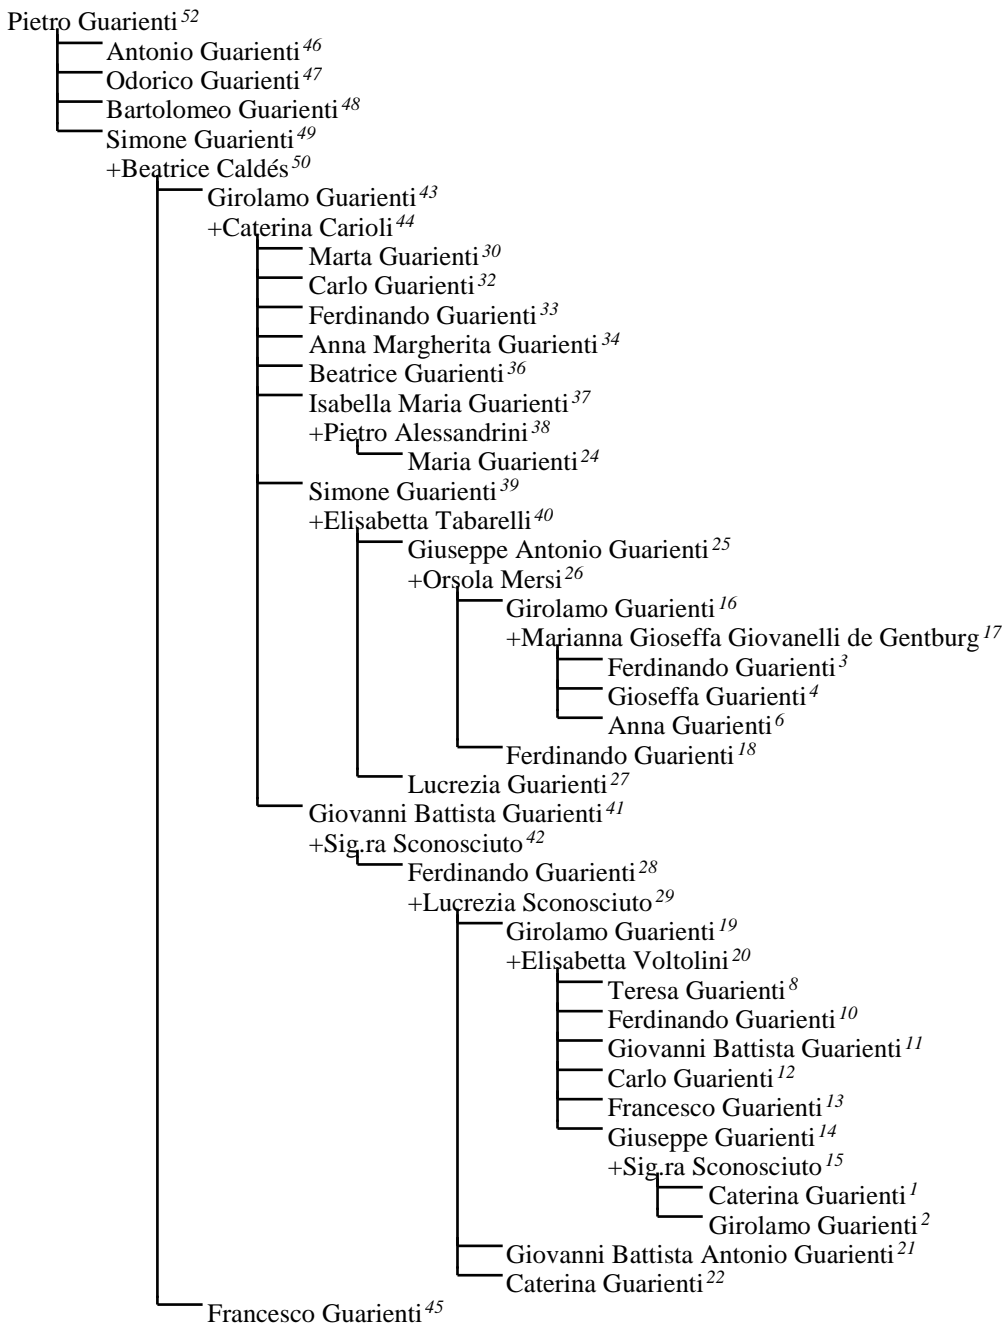 Pietro Guarienti 52
Antonio Guarienti 46
Odorico Guarienti 47
Bartolomeo Guarienti 48
Simone Guarienti 49
+Beatrice Caldés 50
Girolamo Guarienti 43
+Caterina Carioli 44
Marta Guarienti 30
Carlo Guarienti 32
Ferdinando Guarienti 33
Anna Margherita Guarienti 34
Beatrice Guarienti 36
Isabella Maria Guarienti 37
+Pietro Alessandrini 38
Maria Guarienti 24
Simone Guarienti 39
+Elisabetta Tabarelli 40
Giuseppe Antonio Guarienti 25
+Orsola Mersi 26
Girolamo Guarienti 16
+Marianna Gioseffa Giovanelli de Gentburg 17
Ferdinando Guarienti 3
Gioseffa Guarienti 4
Anna Guarienti 6
Ferdinando Guarienti 18
Lucrezia Guarienti 27
Giovanni Battista Guarienti 41
+Sig.ra Sconosciuto 42
Ferdinando Guarienti 28
+Lucrezia Sconosciuto 29
Girolamo Guarienti 19
+Elisabetta Voltolini 20
Teresa Guarienti 8
Ferdinando Guarienti 10
Giovanni Battista Guarienti 11
Carlo Guarienti 12
Francesco Guarienti 13
Giuseppe Guarienti 14
+Sig.ra Sconosciuto 15
Caterina Guarienti 1
Girolamo Guarienti 2
Giovanni Battista Antonio Guarienti 21
Caterina Guarienti 22
Francesco Guarienti 45